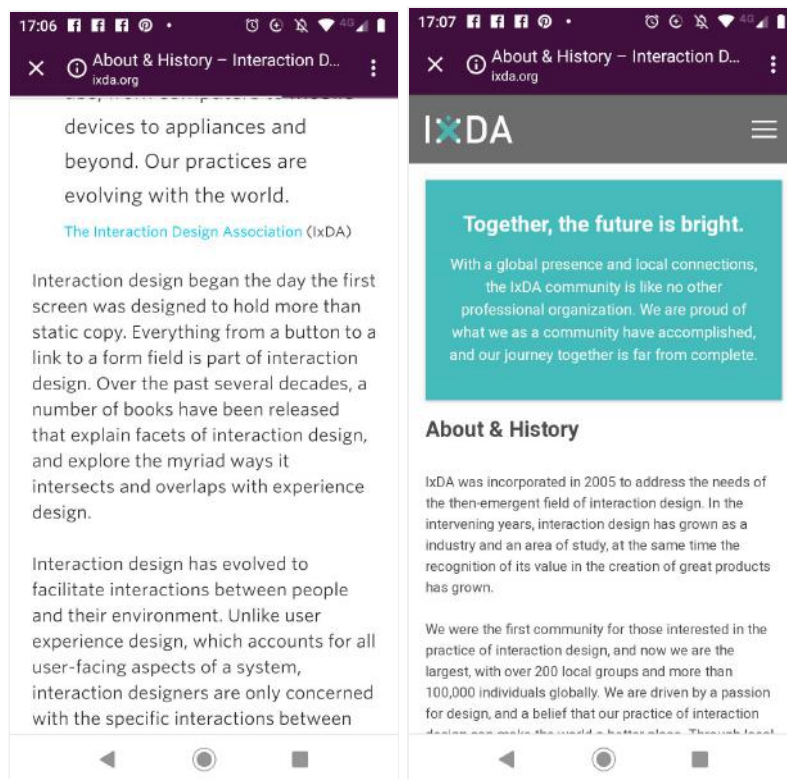 17:06
4G
About & History – Interaction D...
ixda.org
devices to appliances and
beyond. Our practices are
evolving with the world.
The Interaction Design Association (IxDA)
Interaction design began the day the first
screen was designed to hold more than
static copy. Everything from a button to a
link to a form field is part of interaction
design. Over the past several decades, a
number of books have been released
that explain facets of interaction design,
and explore the myriad ways it
intersects and overlaps with experience
design.
Interaction design has evolved to
facilitate interactions between people
and their environment. Unlike user
experience design, which accounts for all
user-facing aspects of a system,
interaction designers are only concerned
with the specific interactions between
17:07
4G
About & History – Interaction D...
ixda.org
IXDA
Together, the future is bright.
With a global presence and local connections,
the IxDA community is like no other
professional organization. We are proud of
what we as a community have accomplished,
and our journey together is far from complete.
About & History
IxDA was incorporated in 2005 to address the needs of
the then-emergent field of interaction design. In the
intervening years, interaction design has grown as a
industry and an area of study, at the same time the
recognition of its value in the creation of great products
has grown.
We were the first community for those interested in the
practice of interaction design, and now we are the
largest, with over 200 local groups and more than
100,000 individuals globally. We are driven by a passion
for design, and a belief that our practice of interaction
design can make the world a better place. Through local